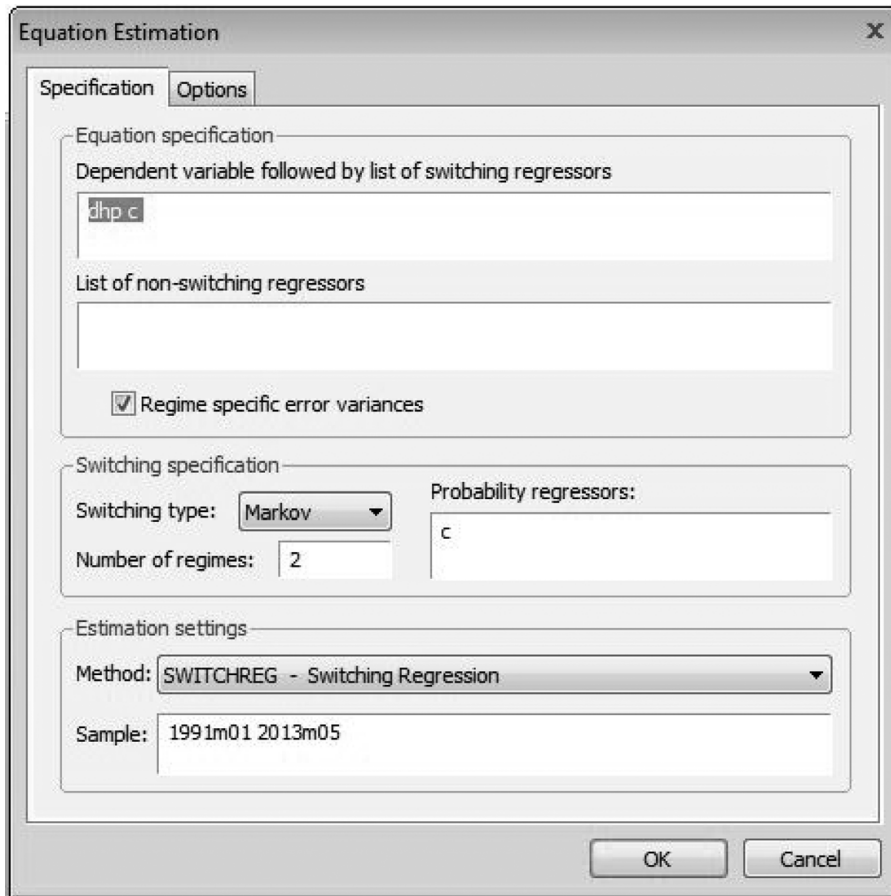 Equation Estimation
Specification Options
Equation specification
Dependent variable followed by list of switching regressors
dhp c
List of non-switching regressors
Regime specific error variances
Switching specification
Switching type: Markov
Number of regimes: 2
Probability regressors:
c
Estimation settings
Method: SWITCHREG - Switching Regression
Sample: 1991m01 2013m05
OK Cancel